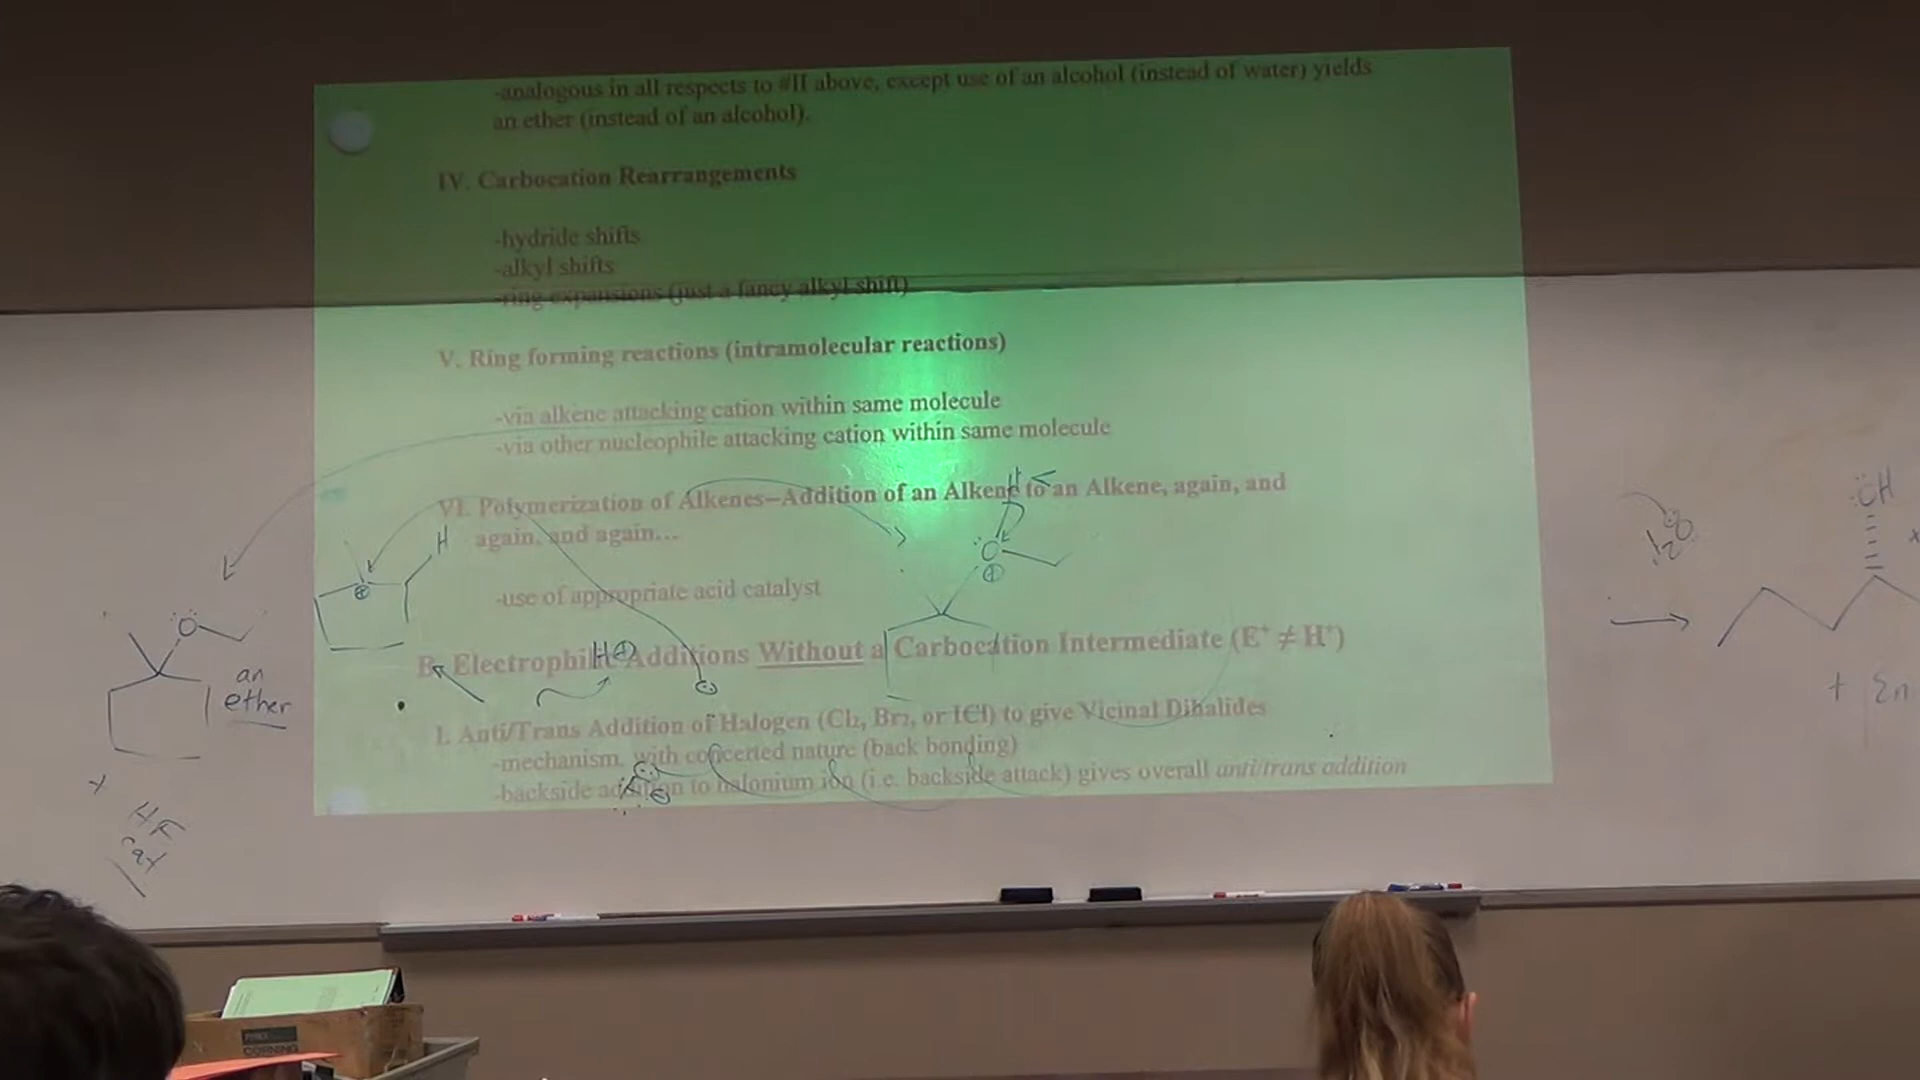 -analogous in all respects to #II above, except use of an alcohol (instead of water) yields
an ether (instead of an alcohol).
IV. Carbocation Rearrangements
-hydride shifts
-alkyl shifts
-ring expansions (just a fancy alkyl shift)
V. Ring forming reactions (intramolecular reactions)
-via alkene attacking cation within same molecule
-via other nucleophile attacking cation within same molecule
VI. Polymerization of Alkenes—Addition of an Alkene to an Alkene, again, and
again, and again…
-use of appropriate acid catalyst
B. Electrophilic Additions Without a Carbocation Intermediate (E⁺ ≠ H⁺)
I. Anti/Trans Addition of Halogen (Cl₂, Br₂, or ICl) to give Vicinal Dihalides
-mechanism, with concerted nature (back bonding)
-backside addition to halonium ion (i.e. backside attack) gives overall anti/trans addition
H
⊕
O
an
ether
H⊕
H
O
⊕
OH
+